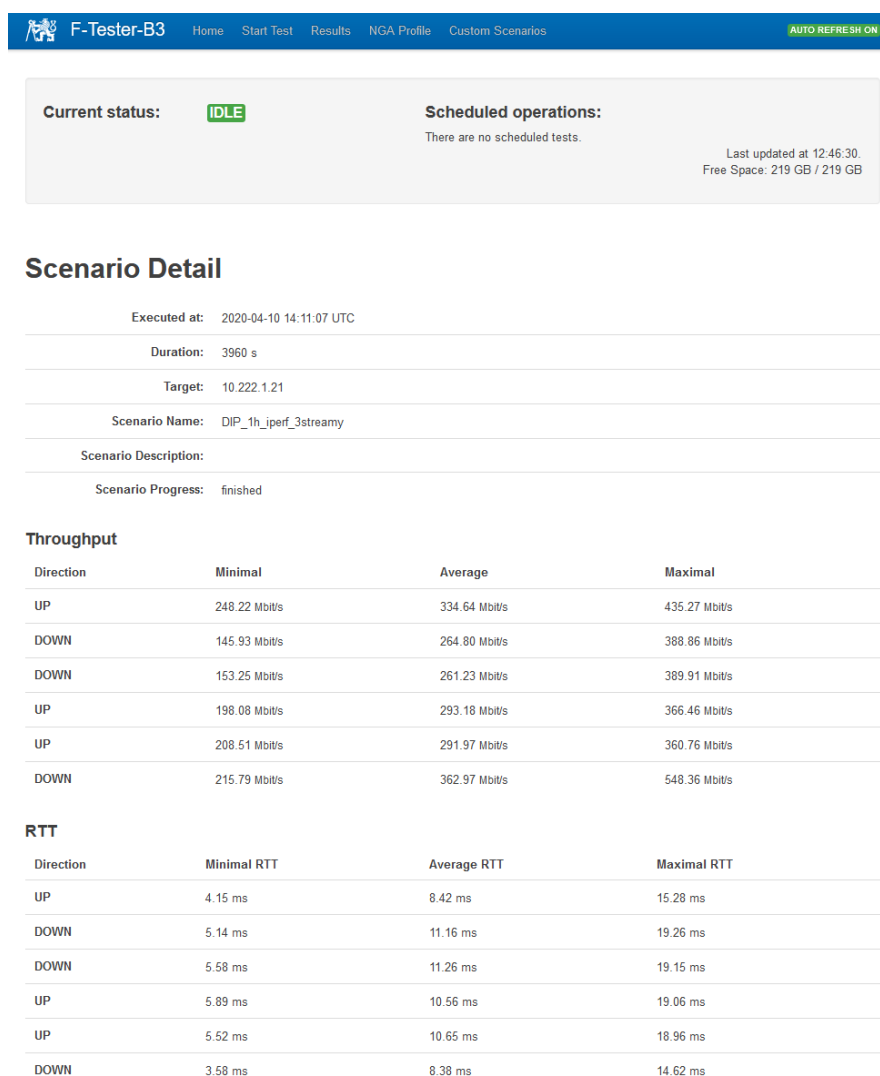 F-Tester-B3 Home Start Test Results NGA Profile Custom Scenarios AUTO REFRESH ON
Current status: IDLE
Scheduled operations:
There are no scheduled tests.
Last updated at 12:46:30.
Free Space: 219 GB / 219 GB
Scenario Detail
Executed at: 2020-04-10 14:11:07 UTC
Duration: 3960 s
Target: 10.222.1.21
Scenario Name: DIP_1h_iperf_3streamy
Scenario Description:
Scenario Progress: finished
Throughput
Direction Minimal Average Maximal
UP 248.22 Mbit/s 334.64 Mbit/s 435.27 Mbit/s
DOWN 145.93 Mbit/s 264.80 Mbit/s 388.86 Mbit/s
DOWN 153.25 Mbit/s 261.23 Mbit/s 389.91 Mbit/s
UP 198.08 Mbit/s 293.18 Mbit/s 366.46 Mbit/s
UP 208.51 Mbit/s 291.97 Mbit/s 360.76 Mbit/s
DOWN 215.79 Mbit/s 362.97 Mbit/s 548.36 Mbit/s
RTT
Direction Minimal RTT Average RTT Maximal RTT
UP 4.15 ms 8.42 ms 15.28 ms
DOWN 5.14 ms 11.16 ms 19.26 ms
DOWN 5.58 ms 11.26 ms 19.15 ms
UP 5.89 ms 10.56 ms 19.06 ms
UP 5.52 ms 10.65 ms 18.96 ms
DOWN 3.58 ms 8.38 ms 14.62 ms